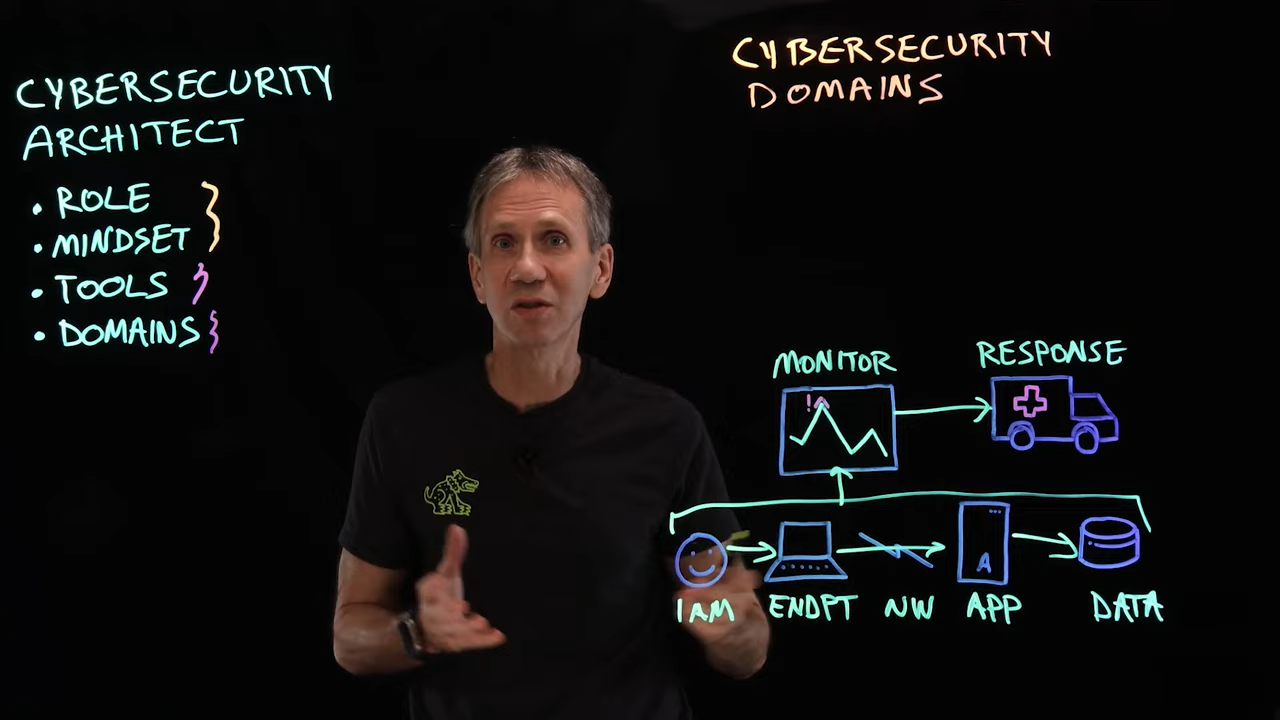 CYBERSECURITY
ARCHITECT
• ROLE
• MINDSET
• TOOLS
• DOMAINS
CYBERSECURITY
DOMAINS
MONITOR
RESPONSE
!
A
IAM
ENDPT
NW
APP
DATA